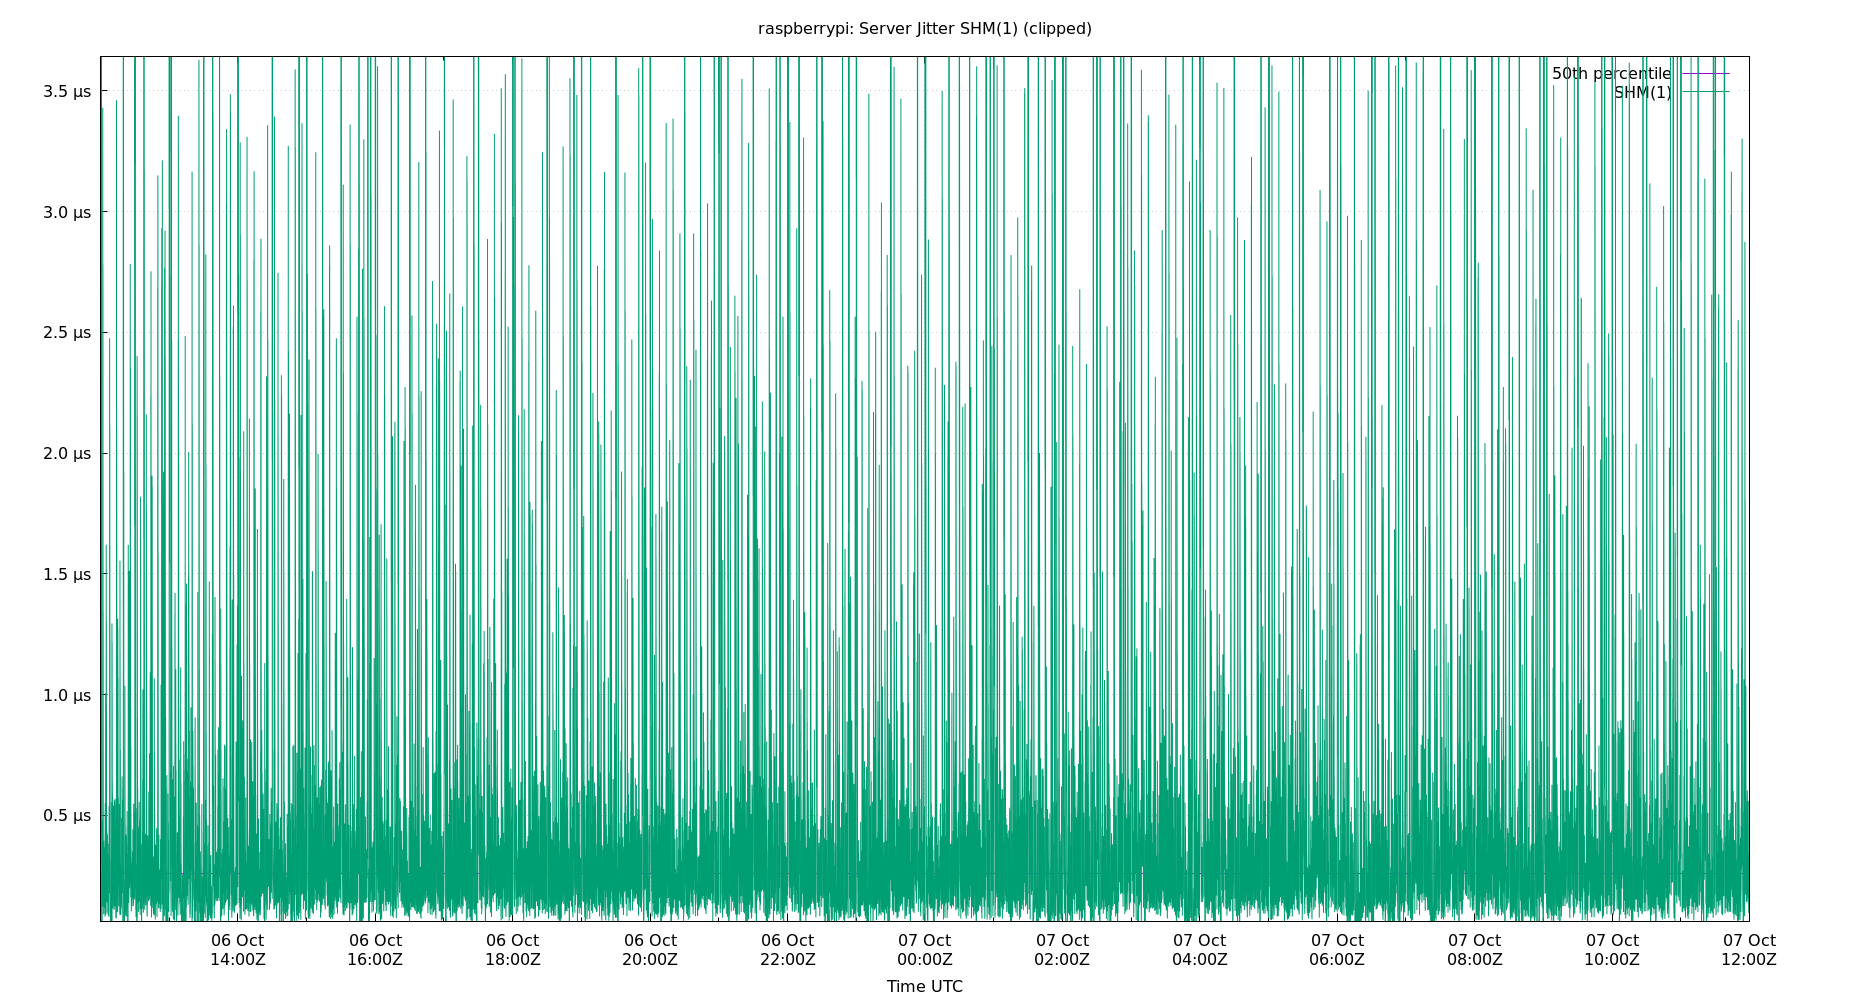 raspberrypi: Server Jitter SHM(1) (clipped)
50th percentile
SHM(1)
3.5 µs
3.0 µs
2.5 µs
2.0 µs
1.5 µs
1.0 µs
0.5 µs
06 Oct 06 Oct 06 Oct 06 Oct 06 Oct 07 Oct 07 Oct 07 Oct 07 Oct 07 Oct 07 Oct 07 Oct
14:00Z 16:00Z 18:00Z 20:00Z 22:00Z 00:00Z 02:00Z 04:00Z 06:00Z 08:00Z 10:00Z 12:00Z
Time UTC